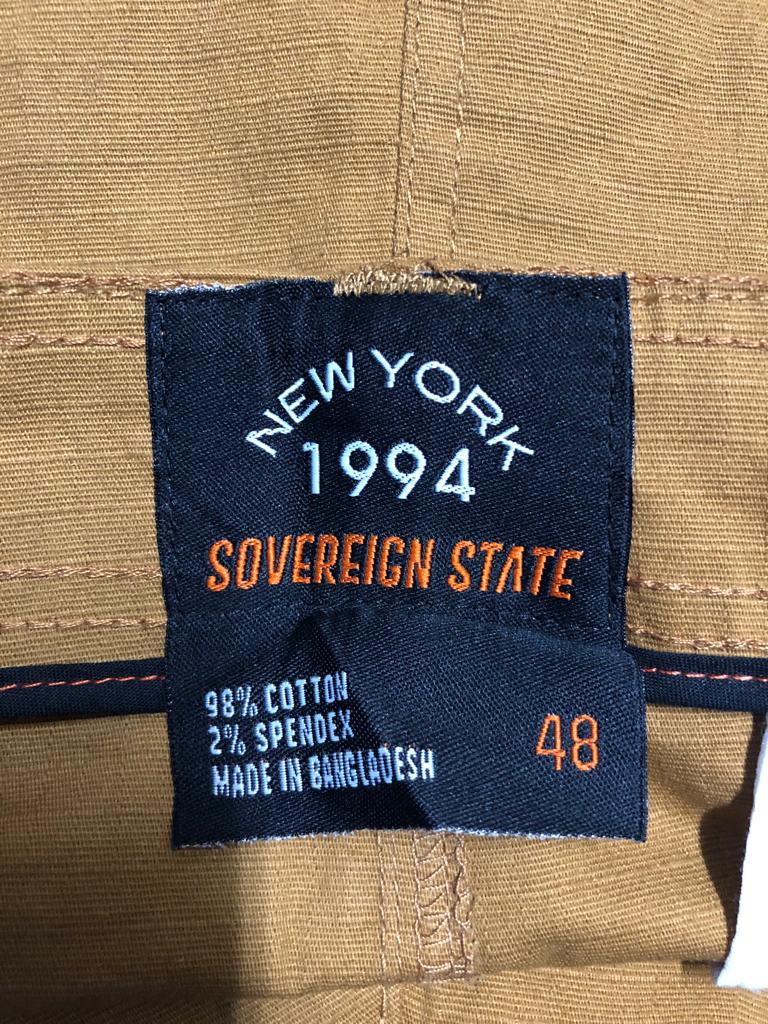 NEW YORK
1994
SOVEREIGN STATE
98% COTTON
2% SPENDEX
MADE IN BANGLADESH
48